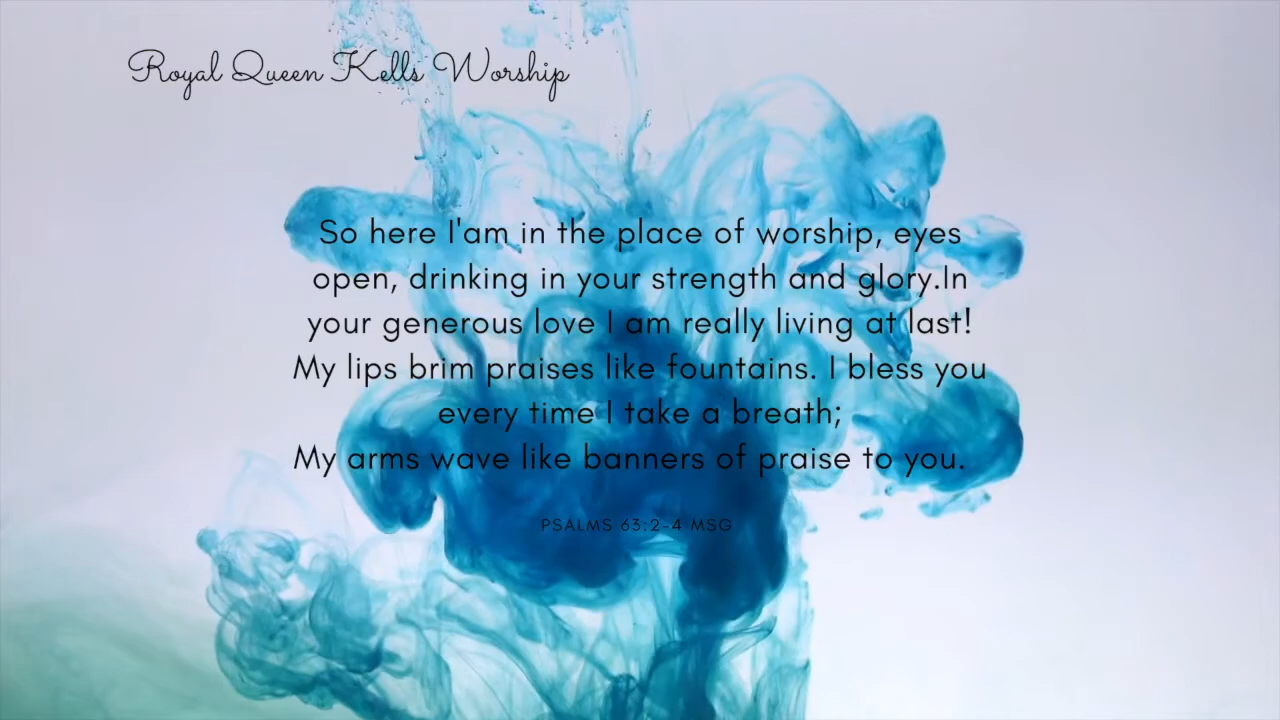 Royal Queen Kells Worship
So here I'am in the place of worship, eyes
open, drinking in your strength and glory.In
your generous love I am really living at last!
My lips brim praises like fountains. I bless you
every time I take a breath;
My arms wave like banners of praise to you.
PSALMS 63:2-4 MSG